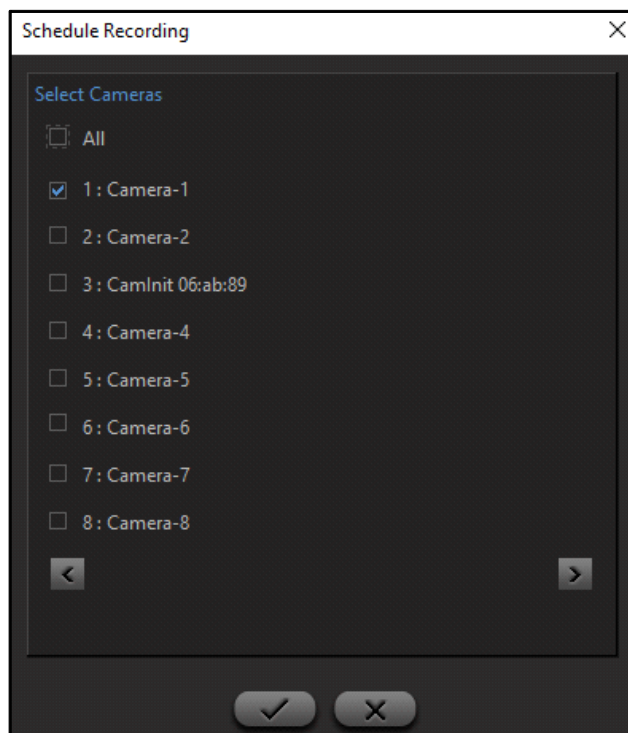 Schedule Recording
Select Cameras
All
1 : Camera-1
2 : Camera-2
3 : CamInit 06:ab:89
4 : Camera-4
5 : Camera-5
6 : Camera-6
7 : Camera-7
8 : Camera-8